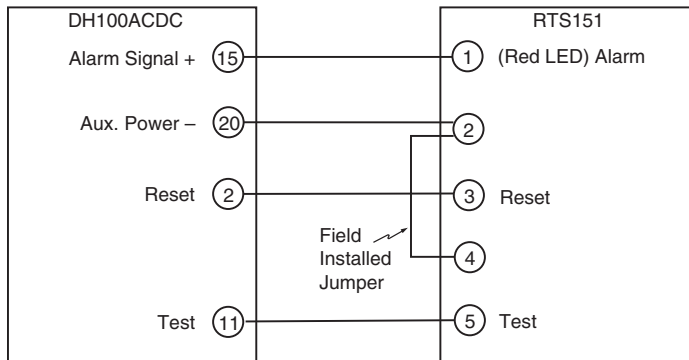 DH100ACDC
RTS151
Alarm Signal +
15
1
(Red LED) Alarm
Aux. Power –
20
2
Reset
2
3
Reset
Field
Installed
Jumper
4
Test
11
5
Test